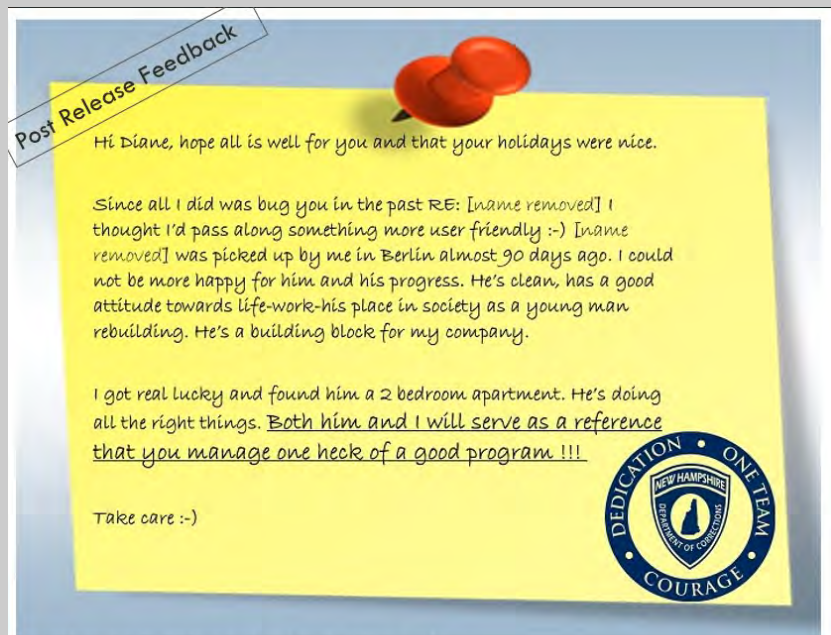 Post Release Feedback
Hi Diane, hope all is well for you and that your holidays were nice.
Since all I did was bug you in the past RE: [name removed] I
thought I'd pass along something more user friendly :-) [name
removed] was picked up by me in Berlin almost 90 days ago. I could
not be more happy for him and his progress. He's clean, has a good
attitude towards life-work-his place in society as a young man
rebuilding. He's a building block for my company.
I got real lucky and found him a 2 bedroom apartment. He's doing
all the right things. Both him and I will serve as a reference
that you manage one heck of a good program !!!
Take care :-)
DEDICATION • ONE TEAM • COURAGE •
NEW HAMPSHIRE
DEPARTMENT OF CORRECTIONS